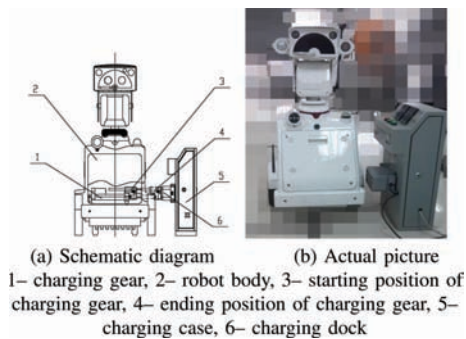 1
2
3
4
5
6
(a) Schematic diagram
(b) Actual picture
1– charging gear, 2– robot body, 3– starting position of
charging gear, 4– ending position of charging gear, 5–
charging case, 6– charging dock